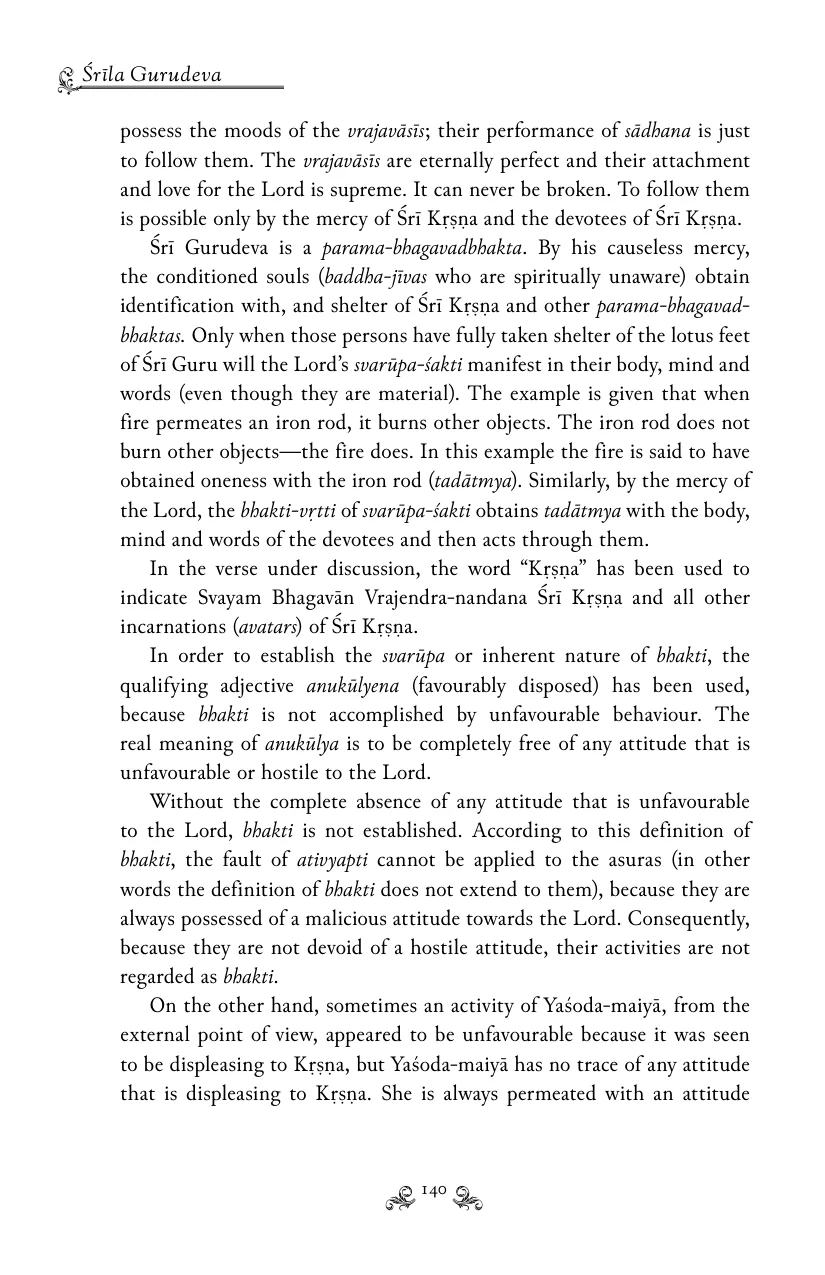 Śrīla Gurudeva
possess the moods of the vrajavāsīs; their performance of sādhana is just
to follow them. The vrajavāsīs are eternally perfect and their attachment
and love for the Lord is supreme. It can never be broken. To follow them
is possible only by the mercy of Śrī Kṛṣṇa and the devotees of Śrī Kṛṣṇa.
Śrī Gurudeva is a parama-bhagavadbhakta. By his causeless mercy,
the conditioned souls (baddha-jīvas who are spiritually unaware) obtain
identification with, and shelter of Śrī Kṛṣṇa and other parama-bhagavad-
bhaktas. Only when those persons have fully taken shelter of the lotus feet
of Śrī Guru will the Lord’s svarūpa-śakti manifest in their body, mind and
words (even though they are material). The example is given that when
fire permeates an iron rod, it burns other objects. The iron rod does not
burn other objects—the fire does. In this example the fire is said to have
obtained oneness with the iron rod (tadātmya). Similarly, by the mercy of
the Lord, the bhakti-vṛtti of svarūpa-śakti obtains tadātmya with the body,
mind and words of the devotees and then acts through them.
In the verse under discussion, the word “Kṛṣṇa” has been used to
indicate Svayam Bhagavān Vrajendra-nandana Śrī Kṛṣṇa and all other
incarnations (avatars) of Śrī Kṛṣṇa.
In order to establish the svarūpa or inherent nature of bhakti, the
qualifying adjective anukūlyena (favourably disposed) has been used,
because bhakti is not accomplished by unfavourable behaviour. The
real meaning of anukūlya is to be completely free of any attitude that is
unfavourable or hostile to the Lord.
Without the complete absence of any attitude that is unfavourable
to the Lord, bhakti is not established. According to this definition of
bhakti, the fault of ativyapti cannot be applied to the asuras (in other
words the definition of bhakti does not extend to them), because they are
always possessed of a malicious attitude towards the Lord. Consequently,
because they are not devoid of a hostile attitude, their activities are not
regarded as bhakti.
On the other hand, sometimes an activity of Yaśoda-maiyā, from the
external point of view, appeared to be unfavourable because it was seen
to be displeasing to Kṛṣṇa, but Yaśoda-maiyā has no trace of any attitude
that is displeasing to Kṛṣṇa. She is always permeated with an attitude
140